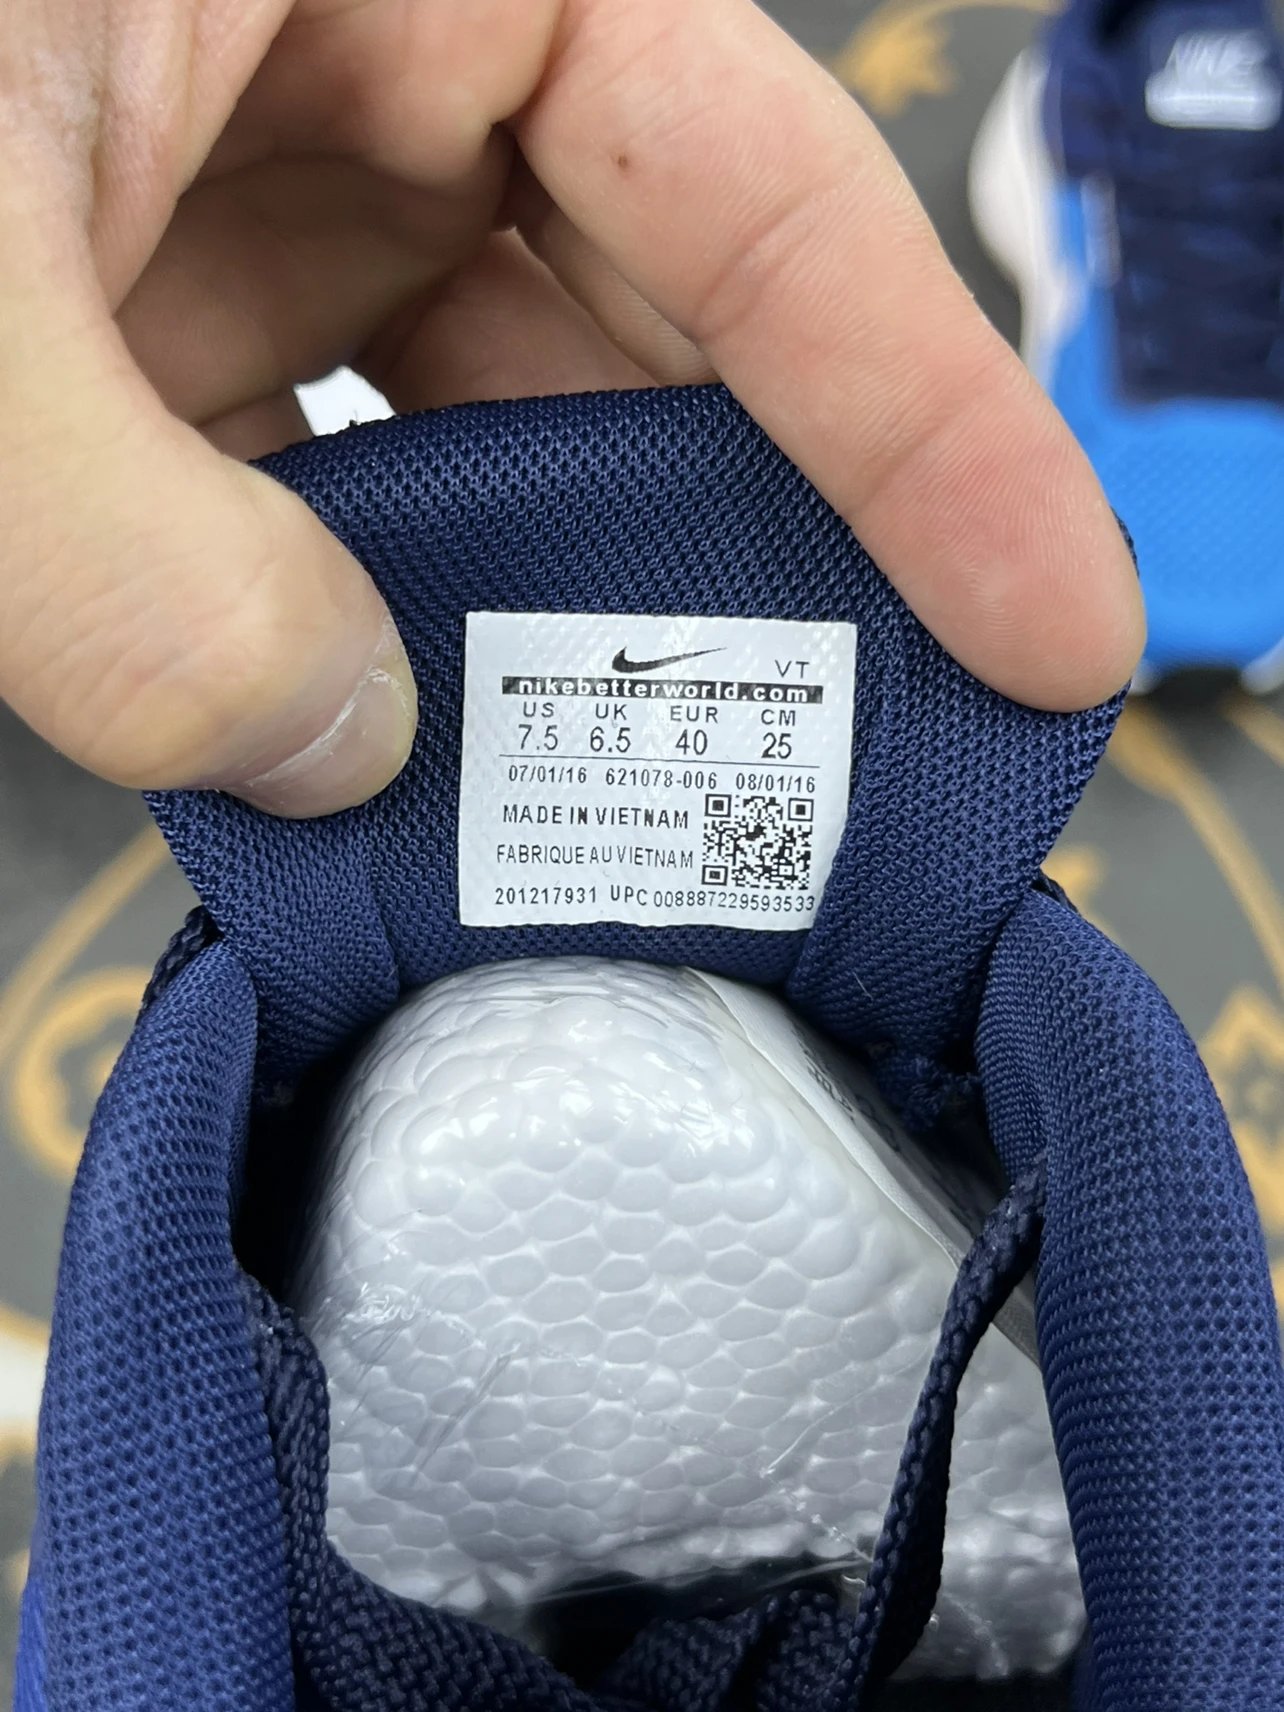 NIKE
VT
nikebetterworld.com
US UK EUR CM
7.5 6.5 40 25
07/01/16 621078-006 08/01/16
MADE IN VIETNAM
FABRIQUE AU VIETNAM
201217931 UPC 00888722959353​3